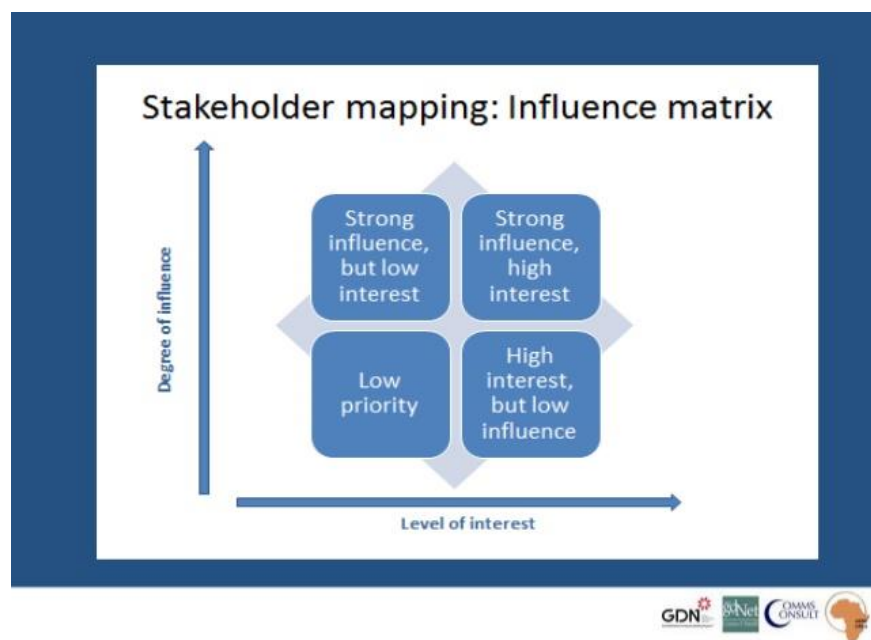 Stakeholder mapping: Influence matrix
Degree of influence
Strong
influence,
but low
interest
Strong
influence,
high
interest
Low
priority
High
interest,
but low
influence
Level of interest
GDN
COMMS
CONSULT